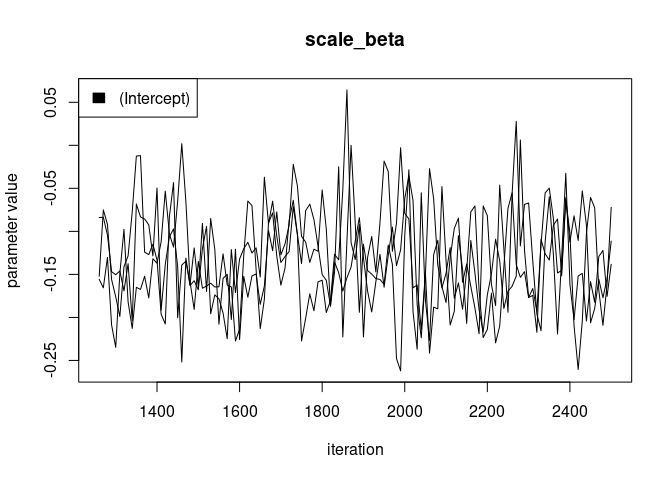 scale_beta
(Intercept)
0.05
-0.05
-0.15
-0.25
parameter value
1400 1600 1800 2000 2200 2400
iteration